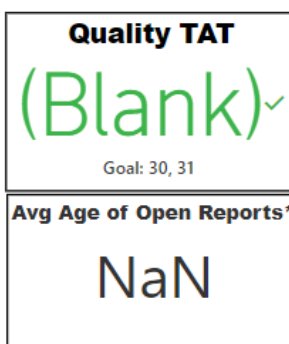 Quality TAT
(Blank)✓
Goal: 30, 31
Avg Age of Open Reports*
NaN